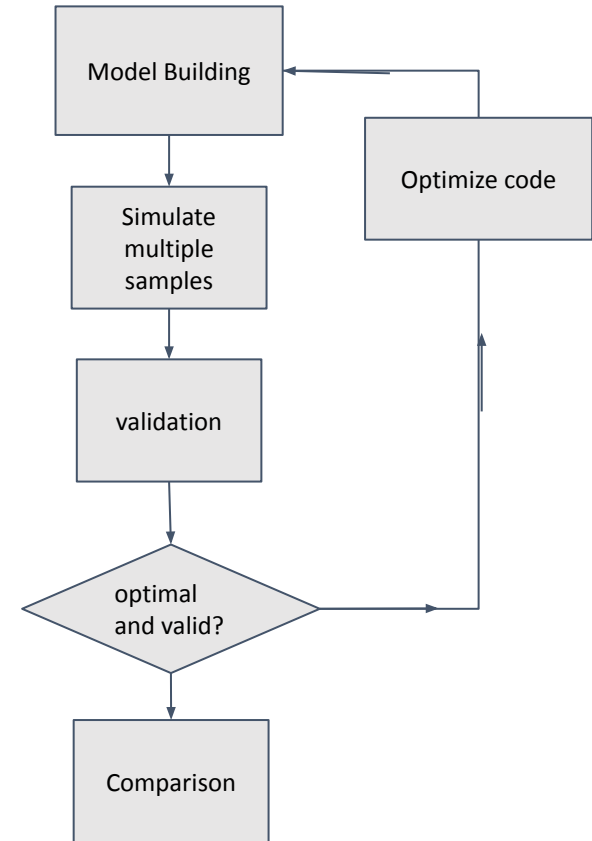 Model Building
Optimize code
Simulate
multiple
samples
validation
optimal
and valid?
Comparison